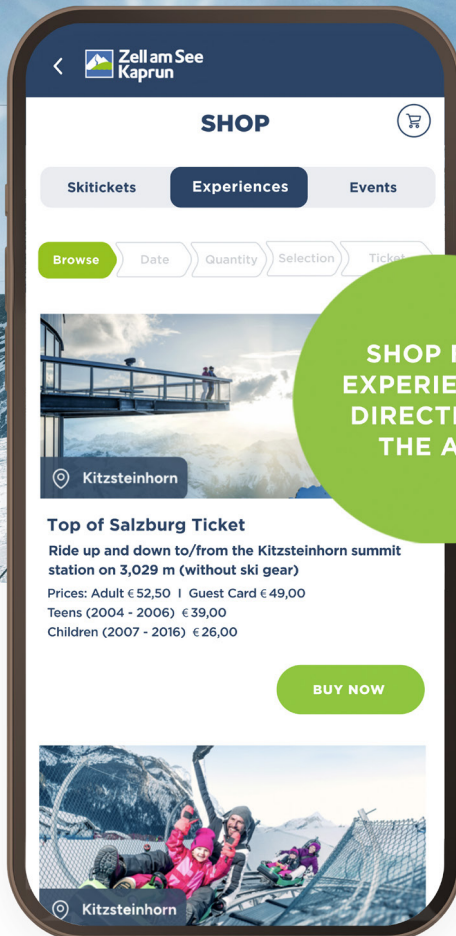 Zell am See
Kaprun
SHOP
Skitickets
Experiences
Events
Browse
Date
Quantity
Selection
Ticket
SHOP
DIRECT
THE
Kitzsteinhorn
Top of Salzburg Ticket
Ride up and down to/from the Kitzsteinhorn summit
station on 3,029 m (without ski gear)
Prices: Adult € 52,50 I Guest Card € 49,00
Teens (2004 - 2006) € 39,00
Children (2007 - 2016) € 26,00
BUY NOW
Kitzsteinhorn